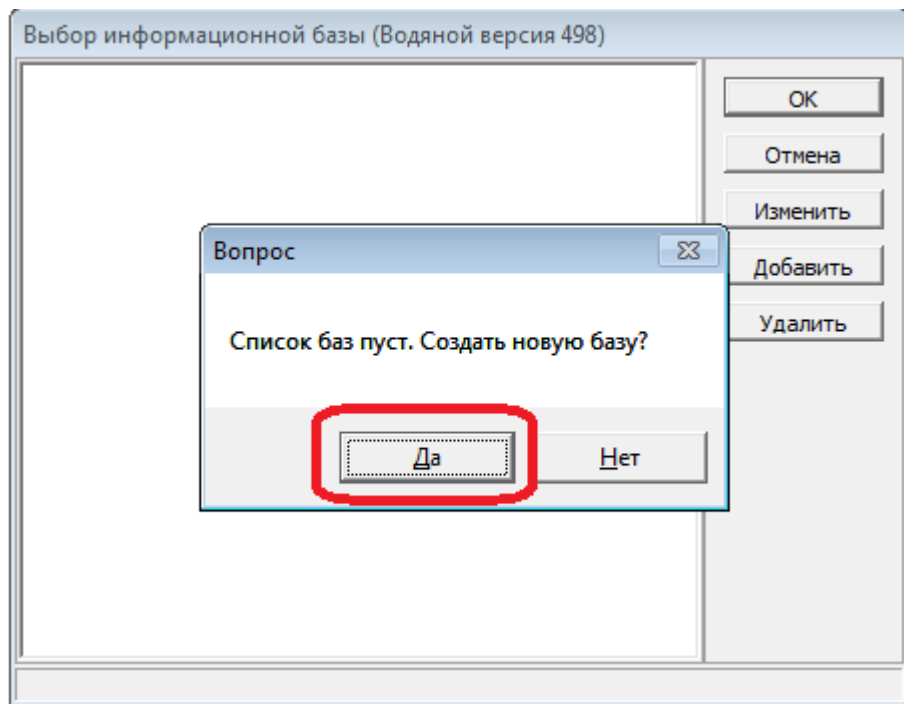 Выбор информационной базы (Водяной версия 498)
OK
Отмена
Изменить
Добавить
Удалить
Вопрос
Список баз пуст. Создать новую базу?
Да
Нет